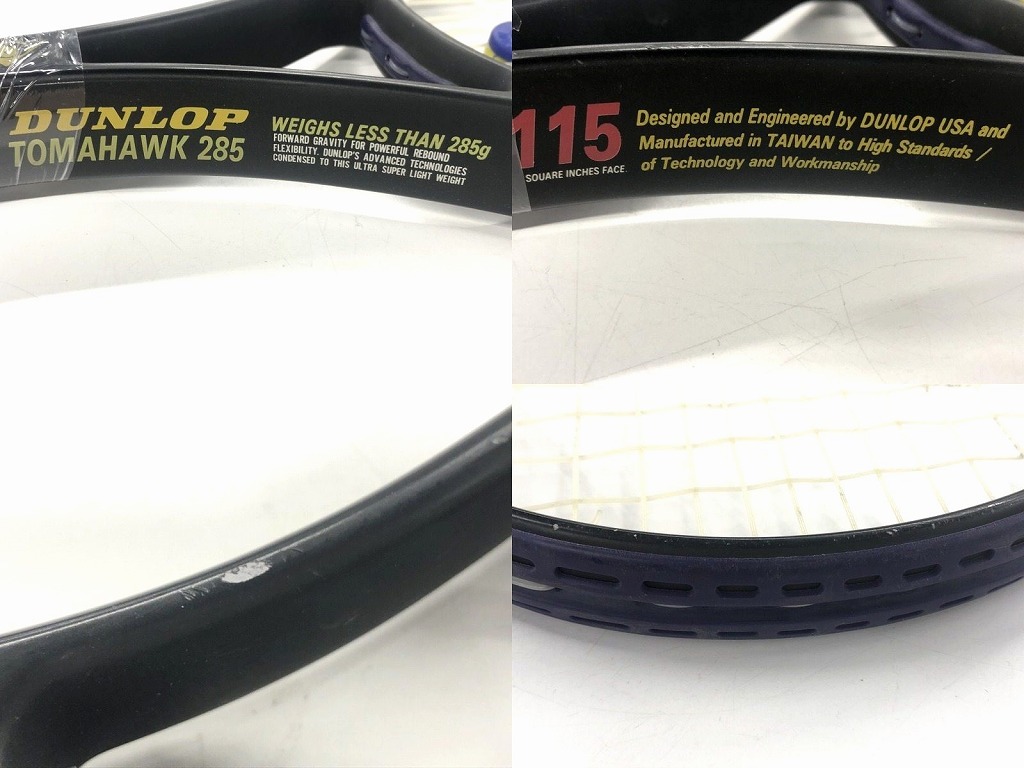 DUNLOP
TOMAHAWK 285
WEIGHS LESS THAN 285g
FORWARD GRAVITY FOR POWERFUL REBOUND
FLEXIBILITY. DUNLOP'S ADVANCED TECHNOLOGIES
CONDENSED TO THIS ULTRA SUPER LIGHT WEIGHT
115
SQUARE INCHES FACE.
Designed and Engineered by DUNLOP USA and
Manufactured in TAIWAN to High Standards /
of Technology and Workmanship